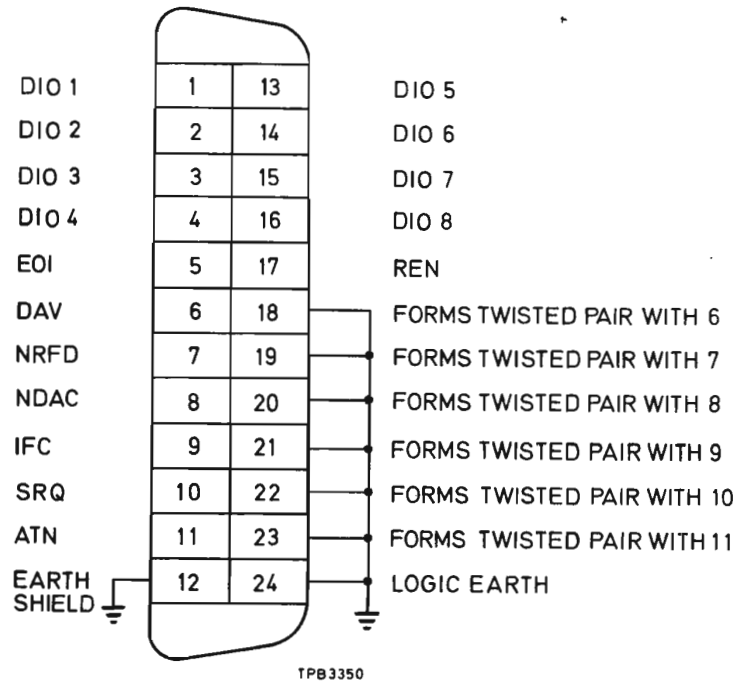 DIO 1 1 13 DIO 5
DIO 2 2 14 DIO 6
DIO 3 3 15 DIO 7
DIO 4 4 16 DIO 8
EOI 5 17 REN
DAV 6 18 FORMS TWISTED PAIR WITH 6
NRFD 7 19 FORMS TWISTED PAIR WITH 7
NDAC 8 20 FORMS TWISTED PAIR WITH 8
IFC 9 21 FORMS TWISTED PAIR WITH 9
SRQ 10 22 FORMS TWISTED PAIR WITH 10
ATN 11 23 FORMS TWISTED PAIR WITH 11
EARTH 12 24 LOGIC EARTH
SHIELD
TPB3350